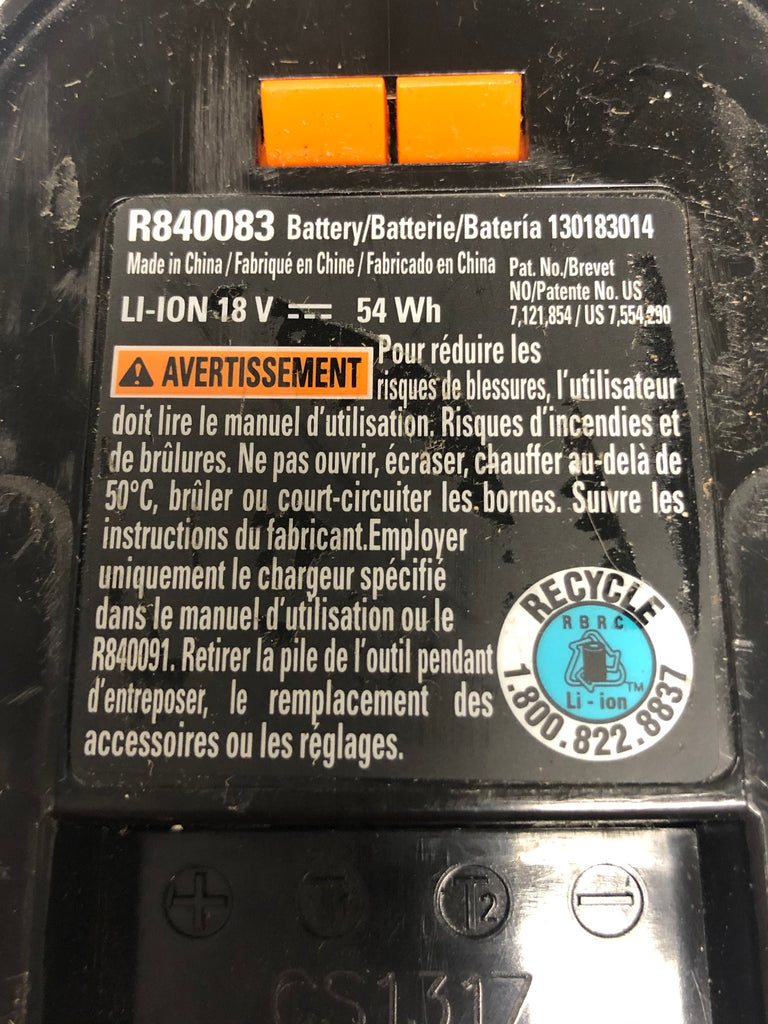 R840083 Battery/Batterie/Batería 130183014
Made in China / Fabriqué en Chine / Fabricado en China
Pat. No./Brevet
NO/Patente No. US
7,121,854 / US 7,554,290
LI-ION 18 V ⎓ 54 Wh
AVERTISSEMENT Pour réduire les
risques de blessures, l'utilisateur
doit lire le manuel d'utilisation. Risques d'incendies et
de brûlures. Ne pas ouvrir, écraser, chauffer au-delà de
50°C, brûler ou court-circuiter les bornes. Suivre les
instructions du fabricant.Employer
uniquement le chargeur spécifié
dans le manuel d'utilisation ou le
R840091. Retirer la pile de l'outil pendant
d'entreposer, le remplacement des
accessoires ou les réglages.
RECYCLE
RBRC
Li-ion TM
1.800.822.8837
+ T1 T2 −
CS1317